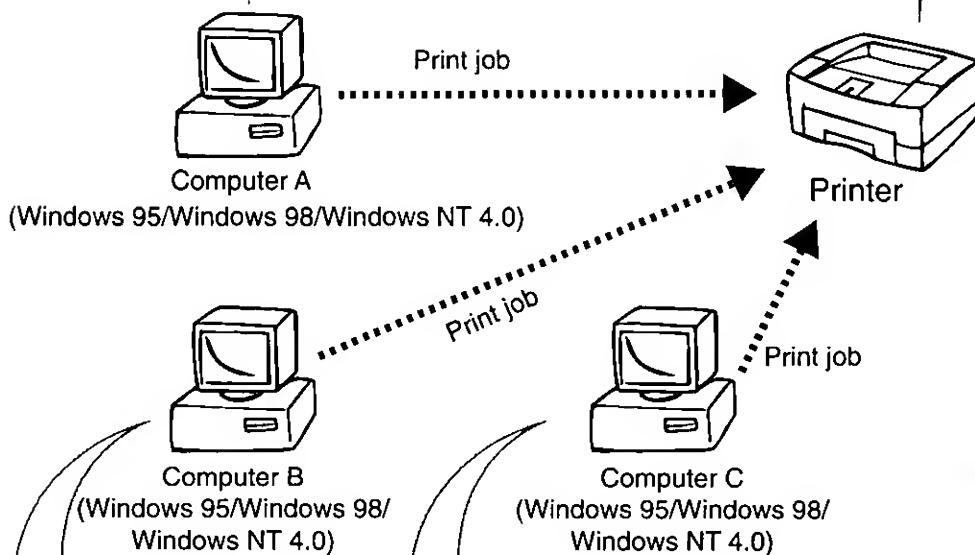 Print job
Computer A
(Windows 95/Windows 98/Windows NT 4.0)
Printer
Print job
Print job
Computer B
(Windows 95/Windows 98/
Windows NT 4.0)
Computer C
(Windows 95/Windows 98/
Windows NT 4.0)